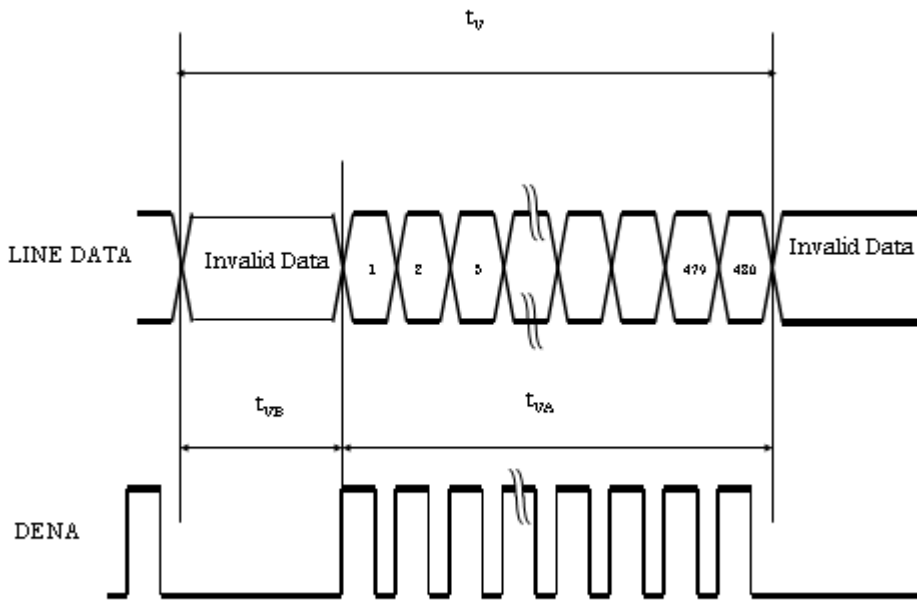 tV
LINE DATA
Invalid Data
1
2
3
479
480
Invalid Data
tVB
tVA
DENA